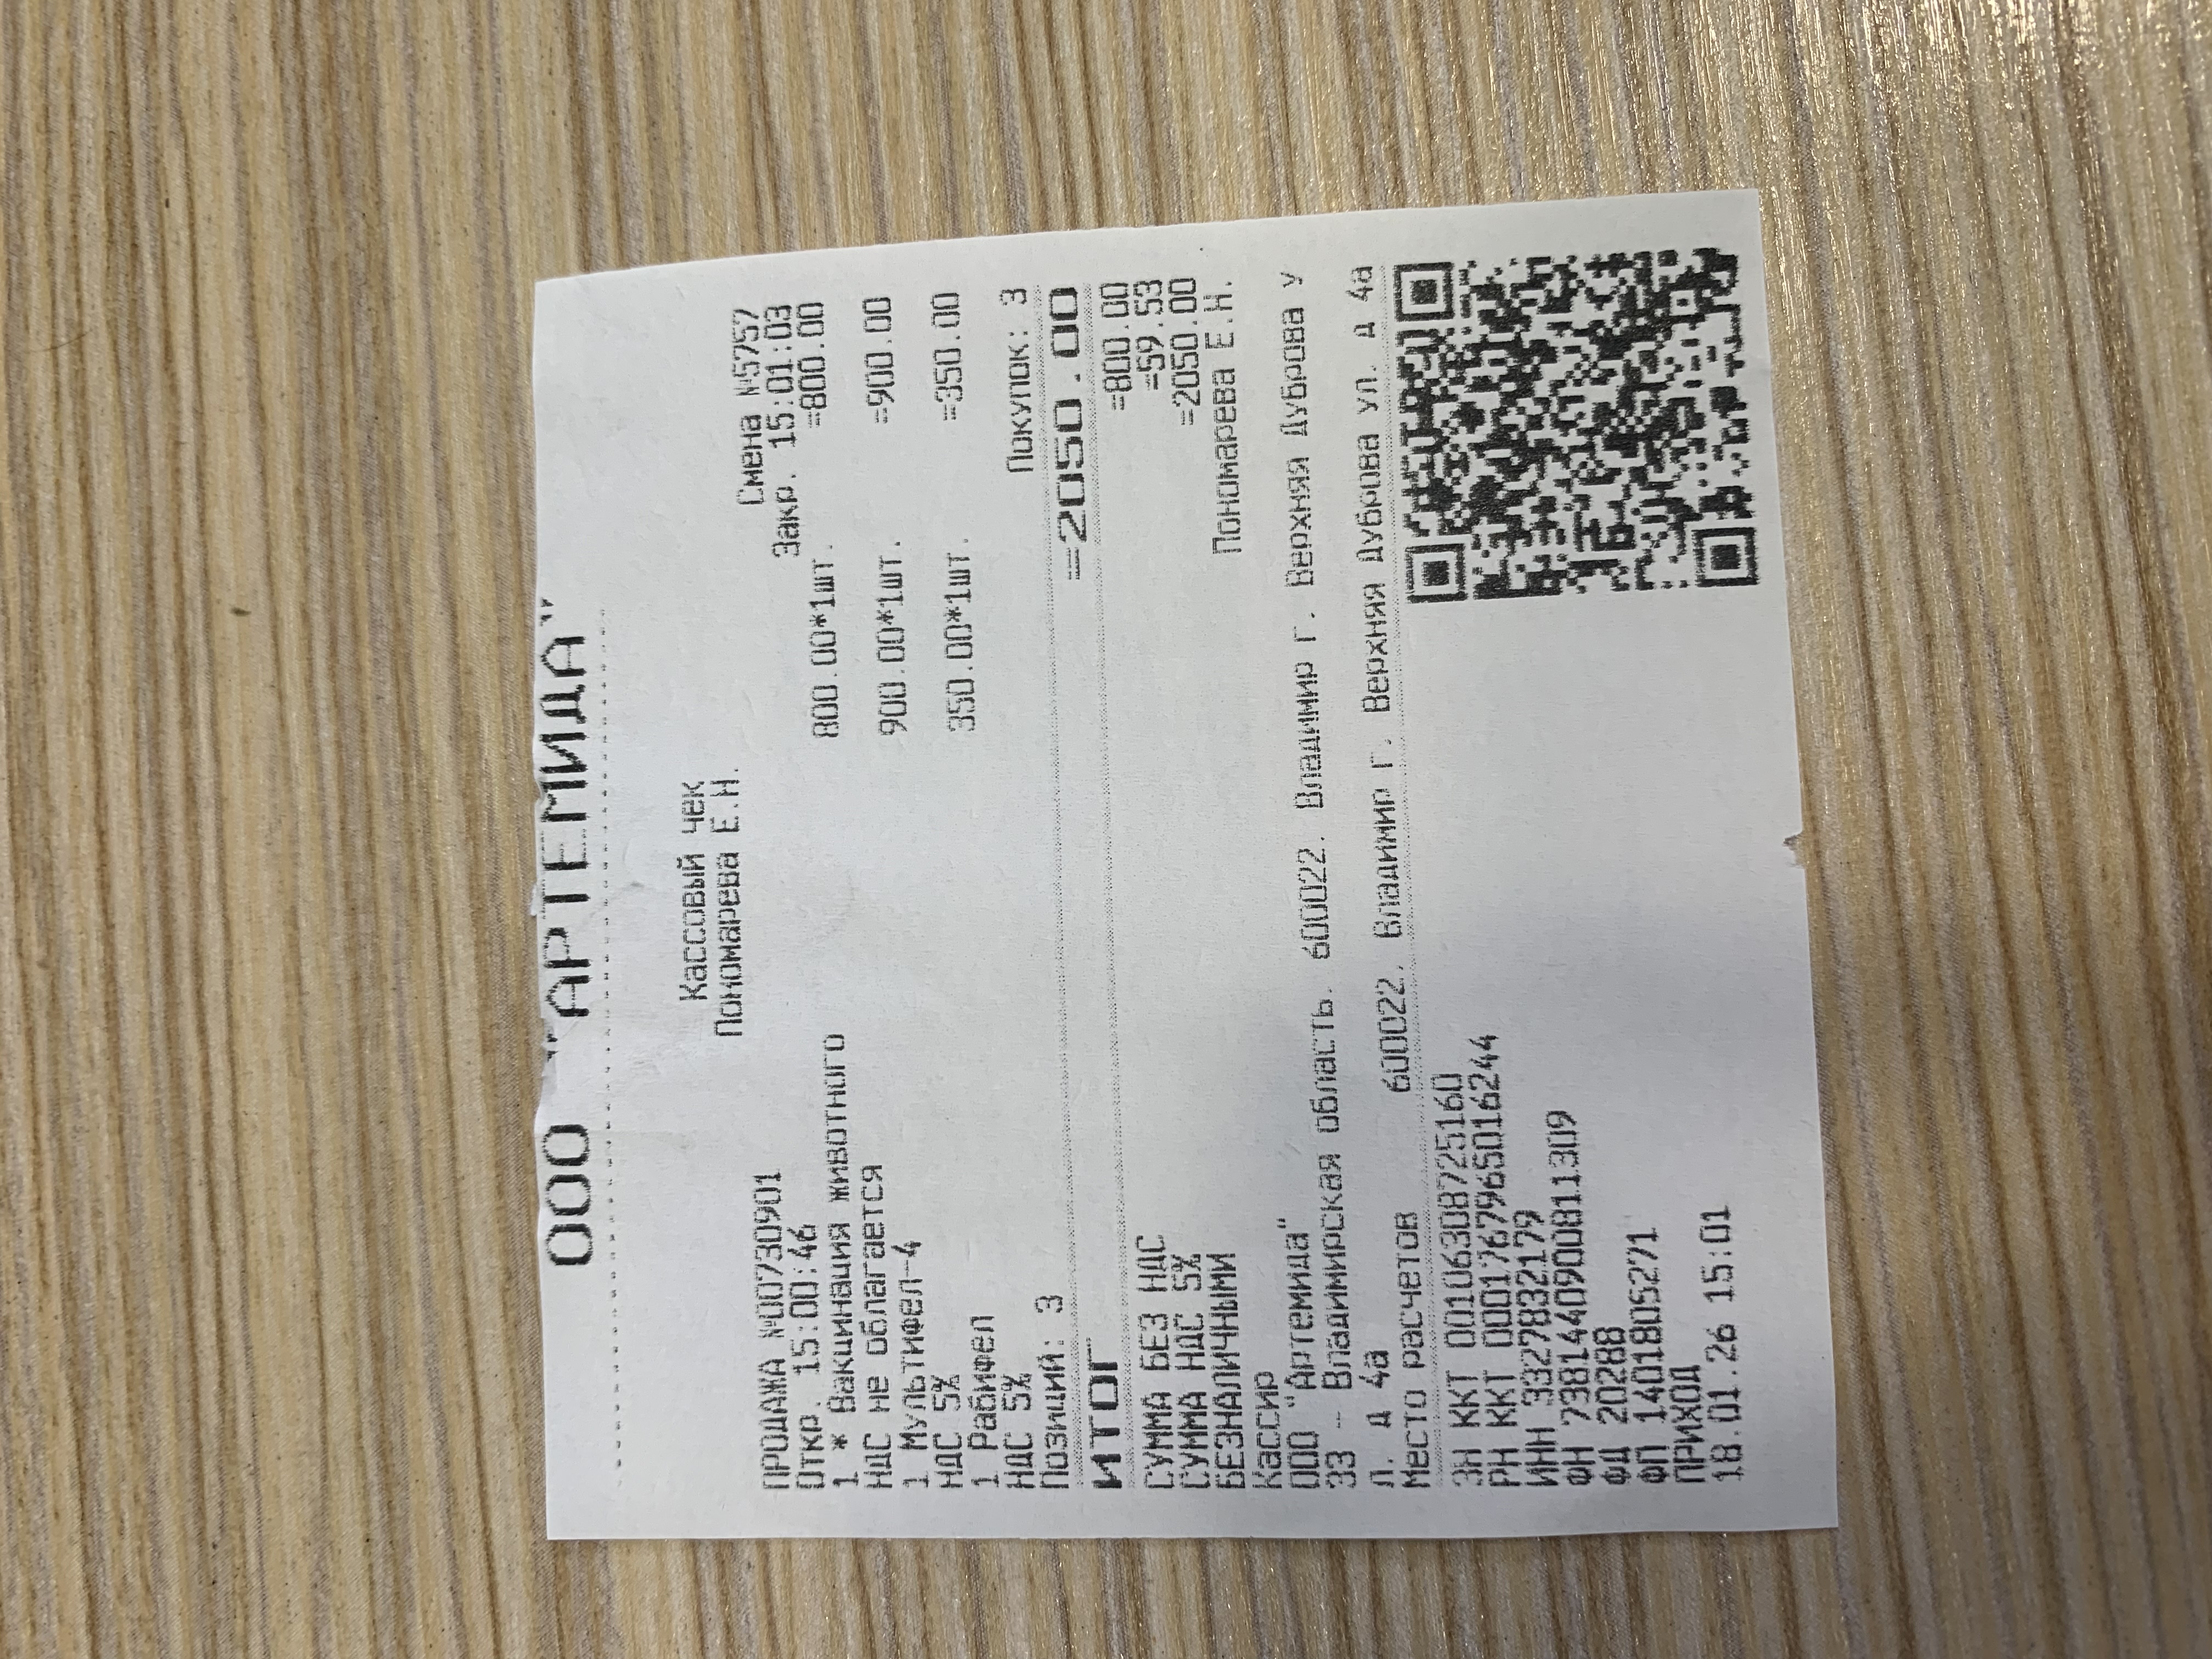 ООО "АРТЕМИДА"
Кассовый чек
Пономарева Е.Н.
ПРОДАЖА №00730901 Смена №5757
Откр. 15:00:46 Закр. 15:01:03
1 * Вакцинация животного 800.00*1шт. =800.00
НДС не облагается
1 Мультифел-4 900.00*1шт. =900.00
НДС 5%
1 Рабифел 350.00*1шт. =350.00
НДС 5%
Позиций: 3 Покупок: 3
ИТОГ =2050.00
СУММА БЕЗ НДС =800.00
СУММА НДС 5% =59.53
БЕЗНАЛИЧНЫМИ =2050.00
Кассир Пономарева Е.Н.
ООО "Артемида"
33 - Владимирская область. 600022. Владимир г. Верхняя Дуброва у
л. д 4а
Место расчетов 600022. Владимир г. Верхняя Дуброва ул. д 4а
ЗН ККТ 00106308725160
РН ККТ 0001767965016244
ИНН 3327832179
ФН 7381440900811309
ФД 20288
ФП 1401805271
ПРИХОД
18.01.26 15:01